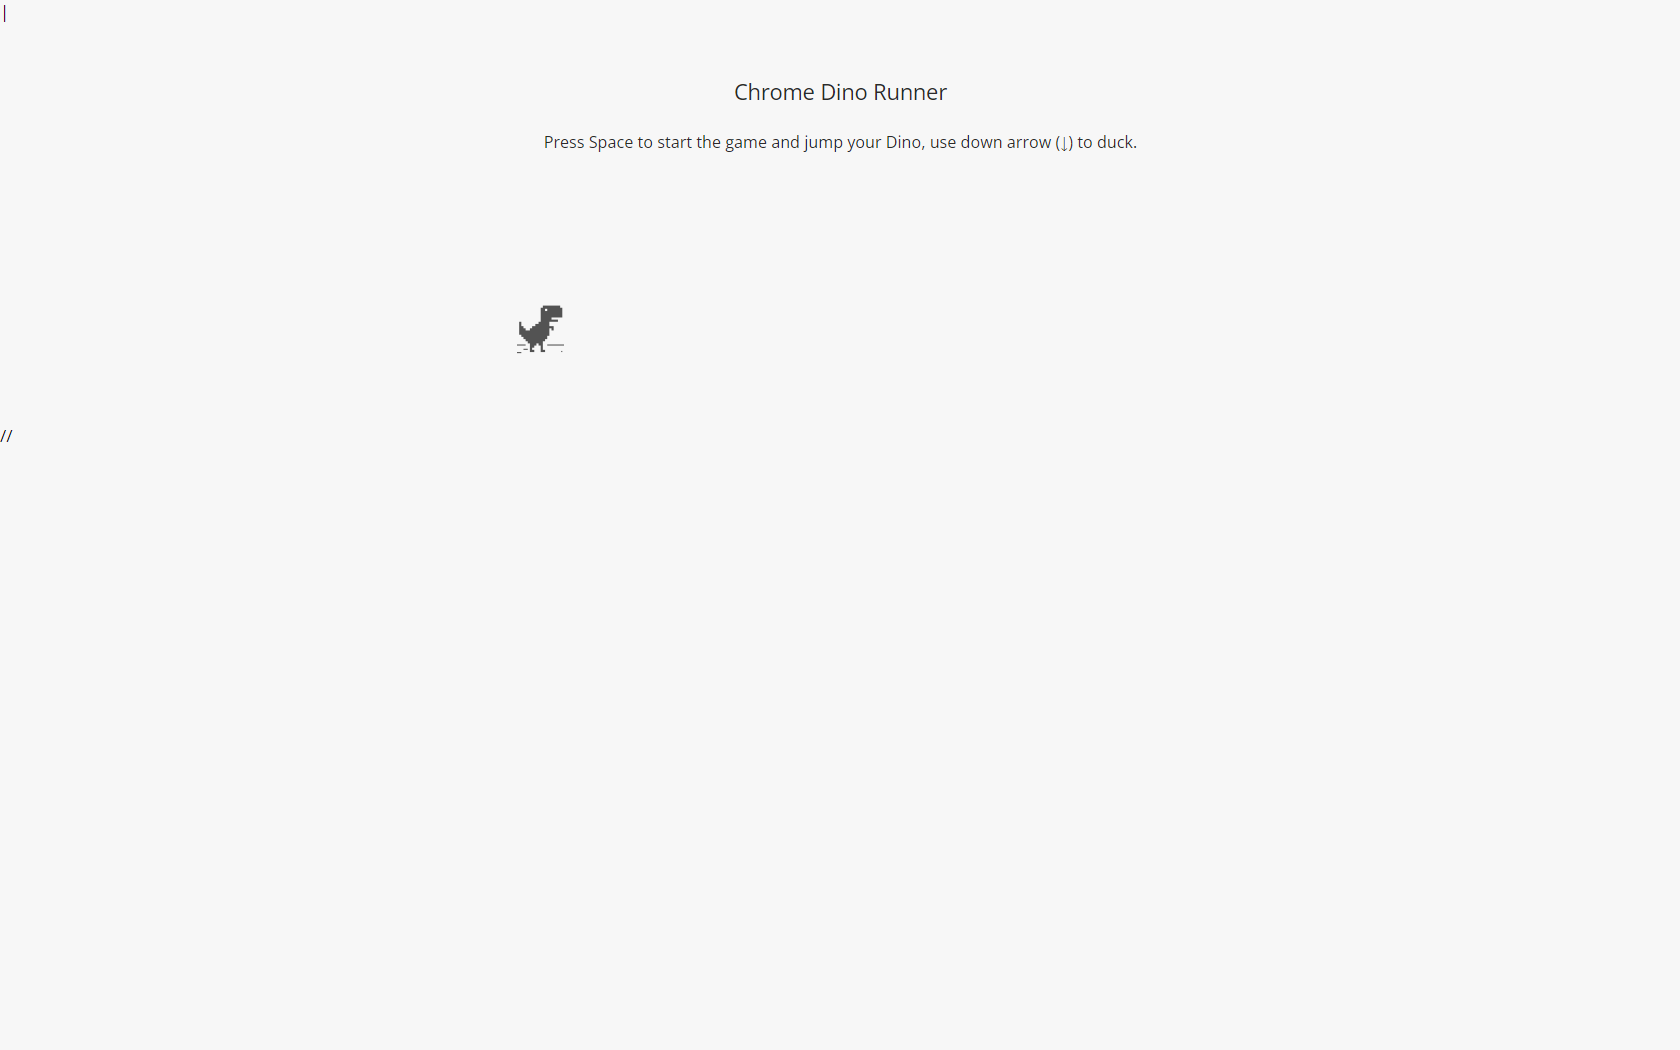 |
Chrome Dino Runner
Press Space to start the game and jump your Dino, use down arrow (↓) to duck.
//